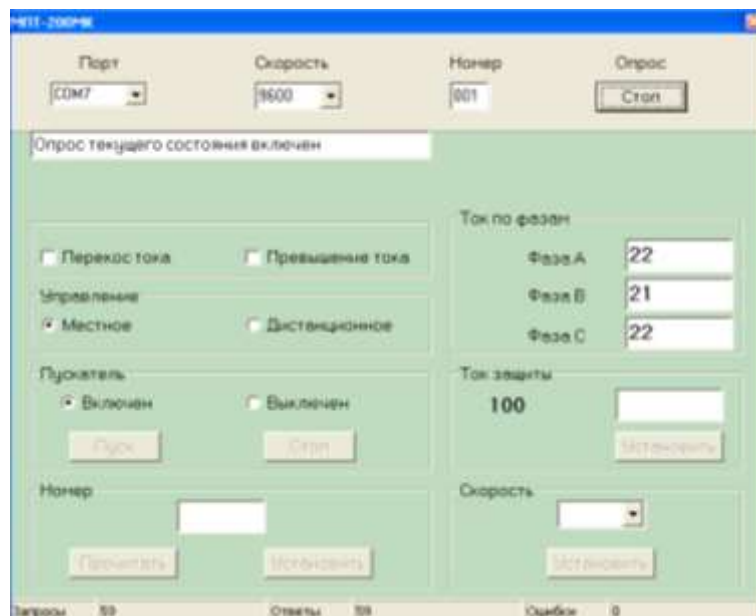 МПТ-200МК
Порт Скорость Номер Опрос
COM7 9600 001 Стоп
Опрос текущего состояния включен
Ток по фазам
Перекос тока Превышение тока
Фаза A 22
Управление
Фаза B 21
Местное Дистанционное
Фаза C 22
Пускатель Ток защиты
Включен Выключен 100
Пуск Стоп Установить
Номер Скорость
Прочитать Установить Установить
Запросы 59 Ответы 59 Ошибки 0